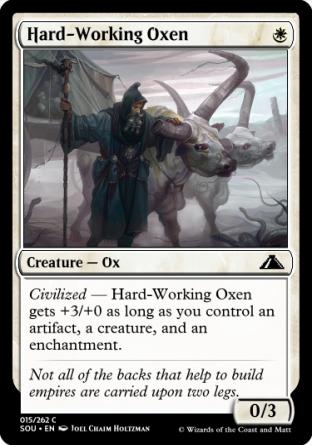 Hard-Working Oxen
Creature — Ox
Civilized — Hard-Working Oxen
gets +3/+0 as long as you control an
artifact, a creature, and an
enchantment.
Not all of the backs that help to build
empires are carried upon two legs.
0/3
015/262 C
SOU • EN Joel Chaim Holtzman
© Wizards of the Coast and Matt